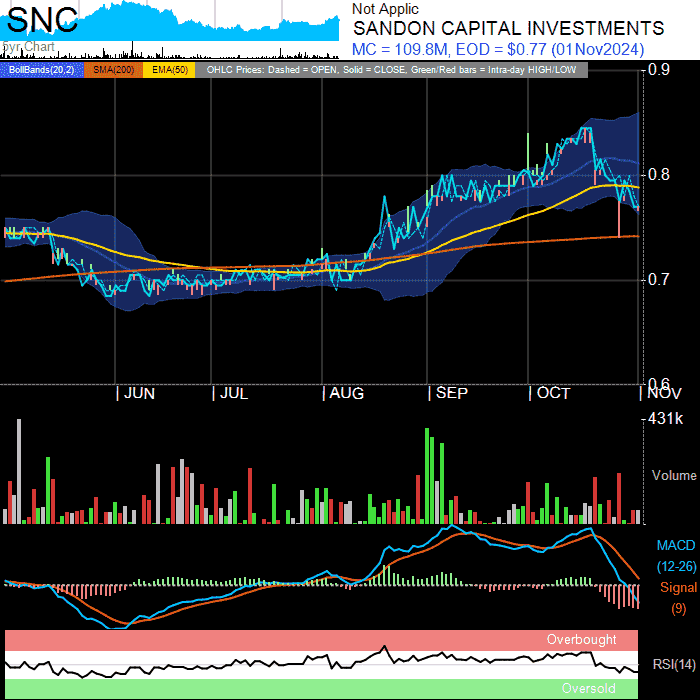 SNC
5yr Chart
Not Applic
SANDON CAPITAL INVESTMENTS
MC = 109.8M, EOD = $0.77 (01Nov2024)
BollBands(20,2) SMA(200) EMA(50) OHLC Prices: Dashed = OPEN, Solid = CLOSE, Green/Red bars = Intra-day HIGH/LOW
0.9
0.8
0.7
0.6
| JUN | JUL | AUG | SEP | OCT | NOV
431k
Volume
MACD
(12-26)
Signal
(9)
Overbought
RSI(14)
Oversold